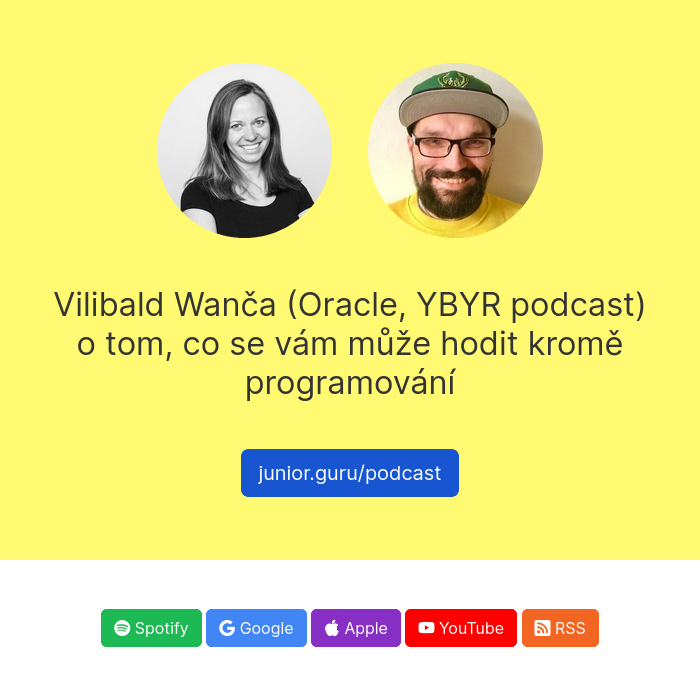 Vilibald Wanča (Oracle, YBYR podcast)
o tom, co se vám může hodit kromě
programování
junior.guru/podcast
Spotify Google Apple YouTube RSS